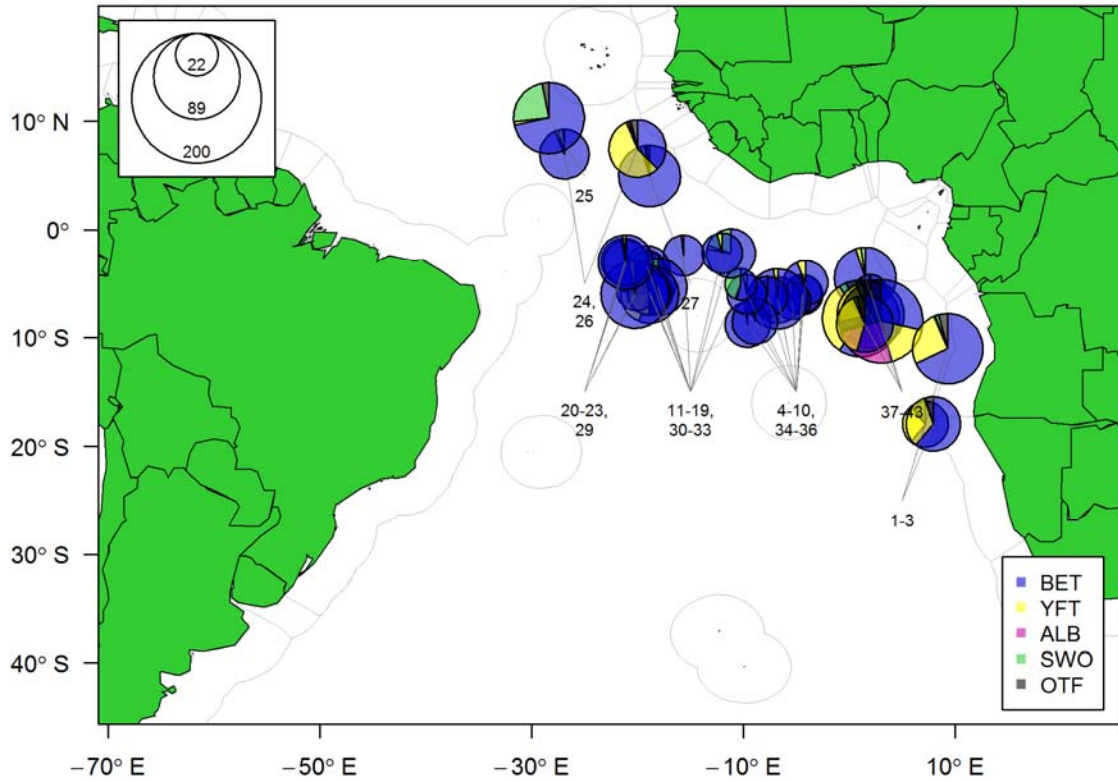 22
89
200
10° N
0°
10° S
20° S
30° S
40° S
25
24,
26
27
20-23,
29
11-19,
30-33
4-10,
34-36
37-43
1-3
BET
YFT
ALB
SWO
OTF
−70° E
−50° E
−30° E
−10° E
10° E